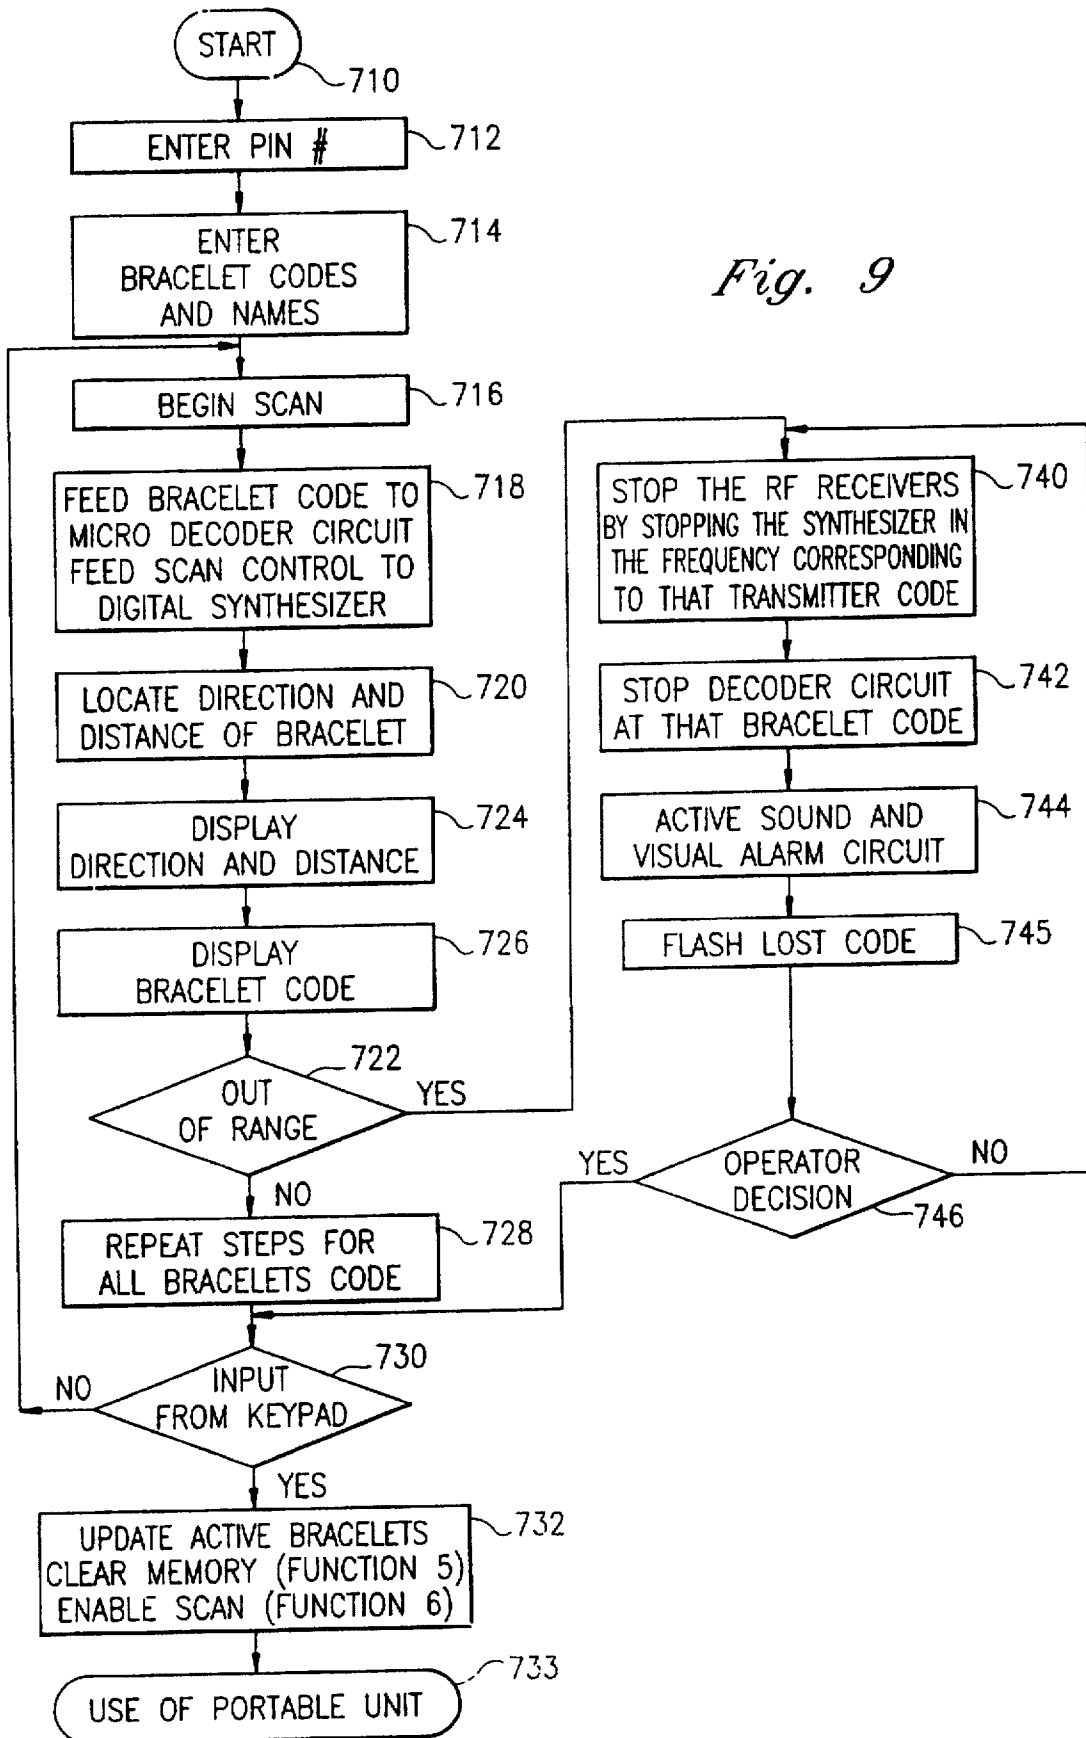 START
710
ENTER PIN #
712
ENTER
BRACELET CODES
AND NAMES
714
Fig. 9
BEGIN SCAN
716
FEED BRACELET CODE TO
MICRO DECODER CIRCUIT
FEED SCAN CONTROL TO
DIGITAL SYNTHESIZER
718
LOCATE DIRECTION AND
DISTANCE OF BRACELET
720
DISPLAY
DIRECTION AND DISTANCE
724
DISPLAY
BRACELET CODE
726
OUT
OF RANGE
722
YES
NO
REPEAT STEPS FOR
ALL BRACELETS CODE
728
INPUT
FROM KEYPAD
730
NO
YES
UPDATE ACTIVE BRACELETS
CLEAR MEMORY (FUNCTION 5)
ENABLE SCAN (FUNCTION 6)
732
USE OF PORTABLE UNIT
733
STOP THE RF RECEIVERS
BY STOPPING THE SYNTHESIZER IN
THE FREQUENCY CORRESPONDING
TO THAT TRANSMITTER CODE
740
STOP DECODER CIRCUIT
AT THAT BRACELET CODE
742
ACTIVE SOUND AND
VISUAL ALARM CIRCUIT
744
FLASH LOST CODE
745
OPERATOR
DECISION
746
YES
NO